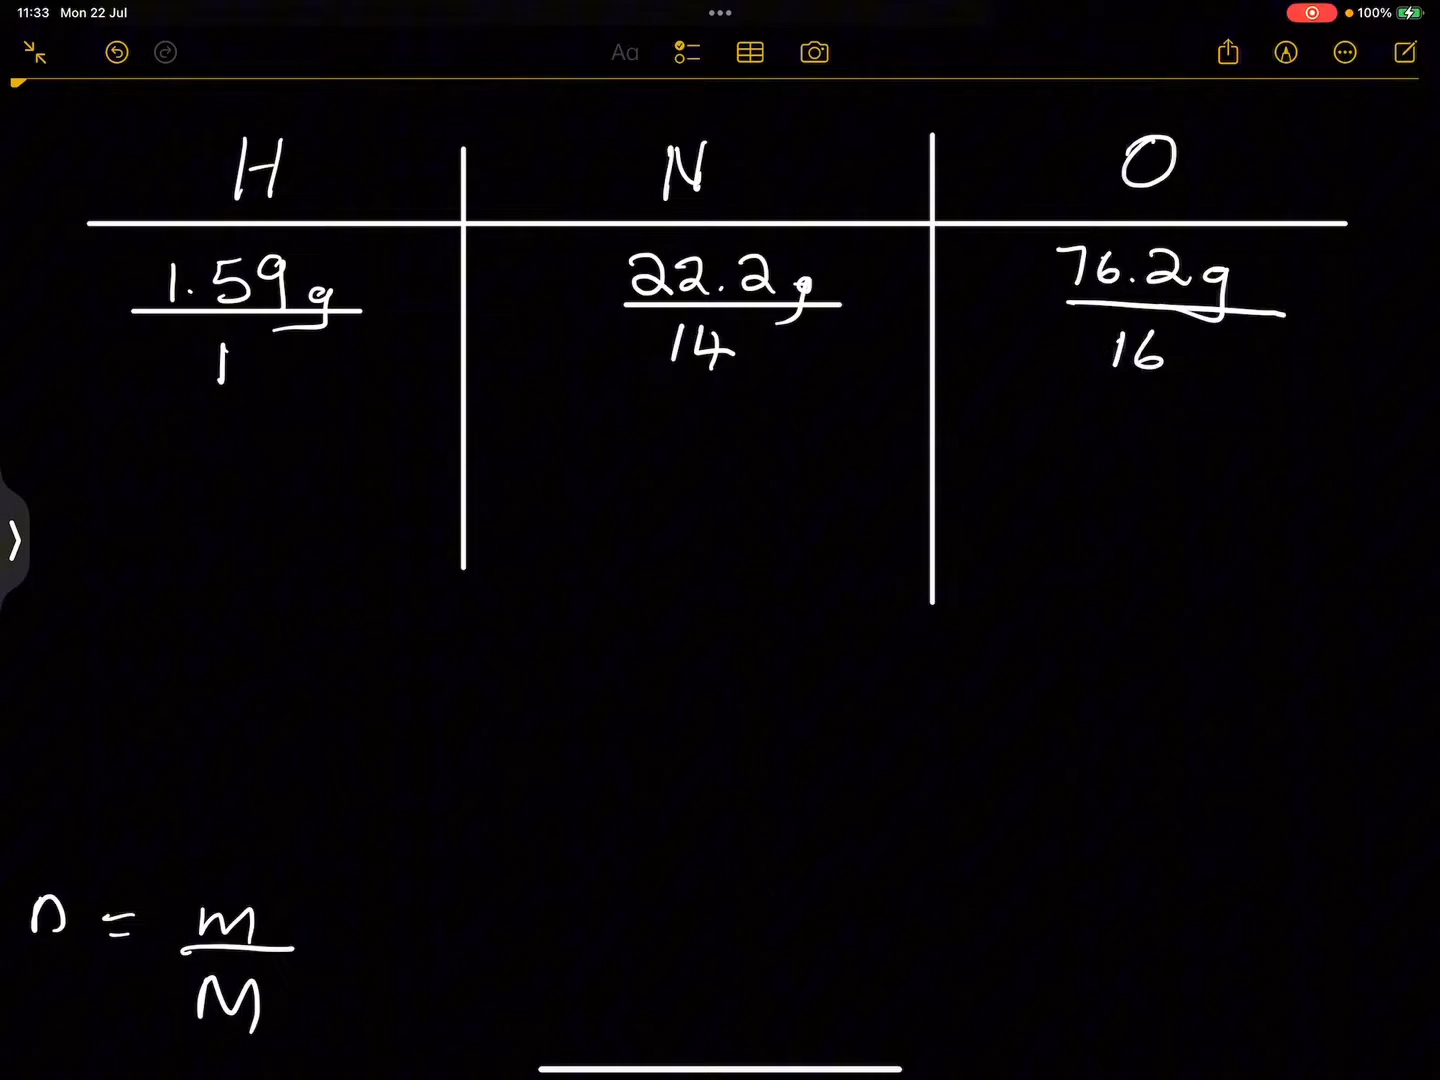 11:33 Mon 22 Jul
100%
Aa
H N O
1.59g 22.2g 76.2g
1 14 16
n = m
M